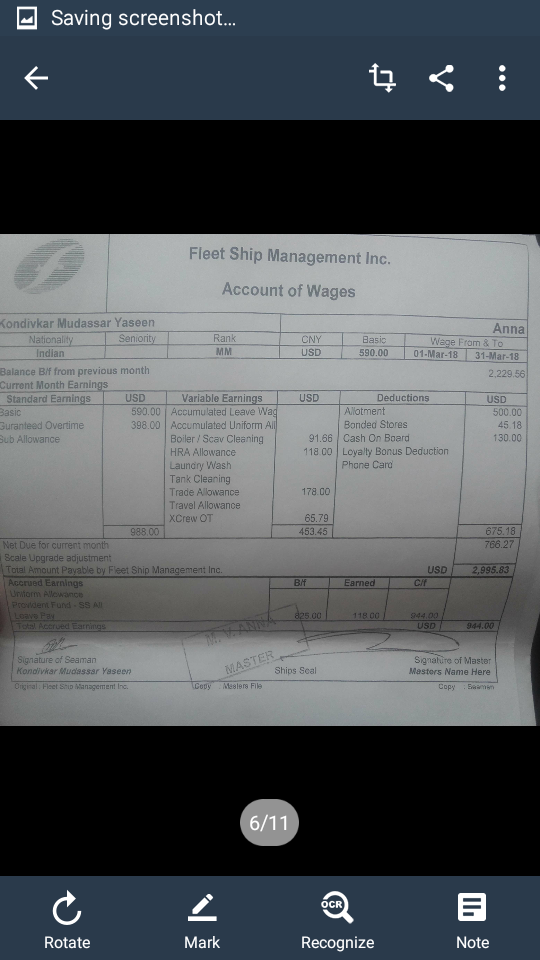 Saving screenshot...
Fleet Ship Management Inc.
Account of Wages
Kondivkar Mudassar Yaseen Anna
Nationality Seniority Rank CNY Basic Wage From & To
Indian MM USD 590.00 01-Mar-18 31-Mar-18
Balance B/f from previous month 2,229.56
Current Month Earnings
Standard Earnings USD Variable Earnings USD Deductions USD
Basic 590.00 Accumulated Leave Wag Allotment 500.00
Guranteed Overtime 398.00 Accumulated Uniform All Bonded Stores 45.18
Sub Allowance Boiler / Scav Cleaning 91.66 Cash On Board 130.00
HRA Allowance 118.00 Loyalty Bonus Deduction
Laundry Wash Phone Card
Tank Cleaning
Trade Allowance 178.00
Travel Allowance
XCrew OT 65.79
988.00 453.45 675.18
Net Due for current month 766.27
Scale Upgrade adjustment
Total Amount Payable by Fleet Ship Management Inc. USD 2,995.83
Accrued Earnings B/f Earned C/f
Uniform Allowance
Provident Fund - SB All
Leave Pay 118.00 944.00
Total Accrued Earnings USD 944.00
M. V. ANNA
MASTER
Signature of Seaman Ships Seal Signature of Master
Kondivkar Mudassar Yaseen Masters Name Here
Original : Fleet Ship Management Inc. Copy : Masters File Copy : Seaman
6/11
Rotate Mark OCR Recognize Note